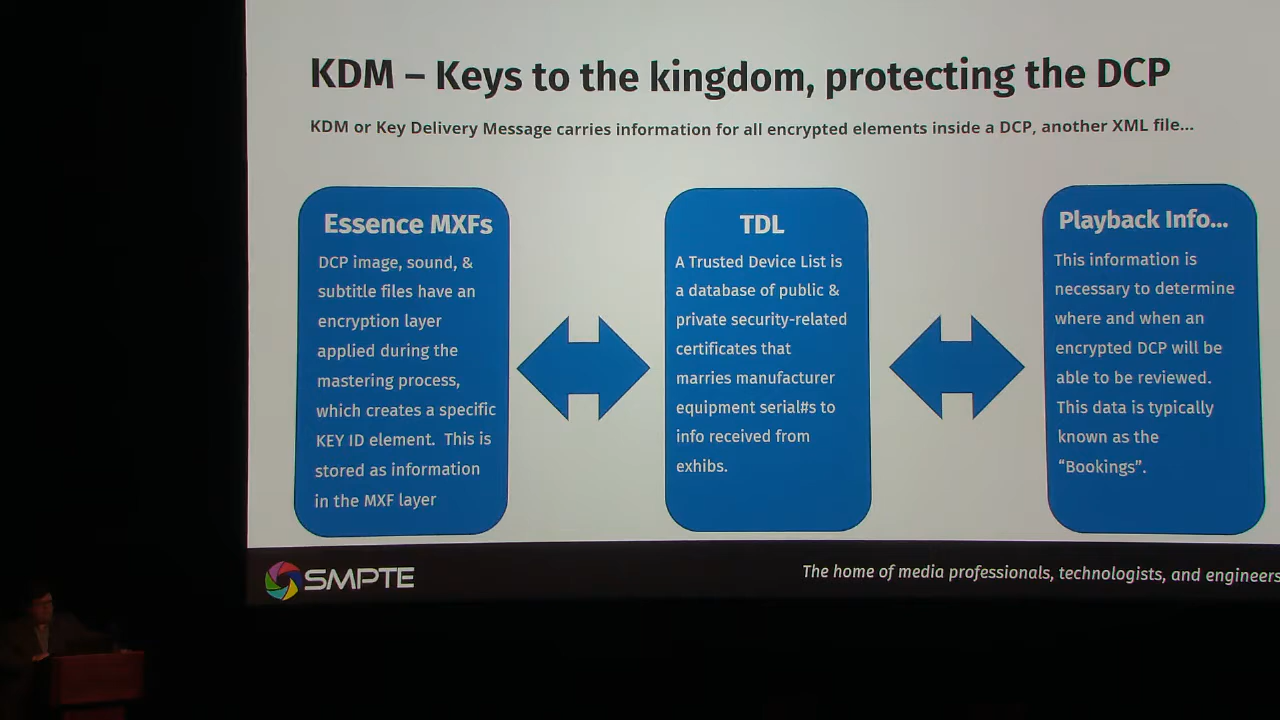 KDM – Keys to the kingdom, protecting the DCP
KDM or Key Delivery Message carries information for all encrypted elements inside a DCP, another XML file...
Essence MXFs
DCP image, sound, &
subtitle files have an
encryption layer
applied during the
mastering process,
which creates a specific
KEY ID element.  This is
stored as information
in the MXF layer
TDL
A Trusted Device List is
a database of public &
private security-related
certificates that
marries manufacturer
equipment serial#s to
info received from
exhibs.
Playback Info...
This information is
necessary to determine
where and when an
encrypted DCP will be
able to be reviewed.
This data is typically
known as the
“Bookings”.
SMPTE
The home of media professionals, technologists, and engineers